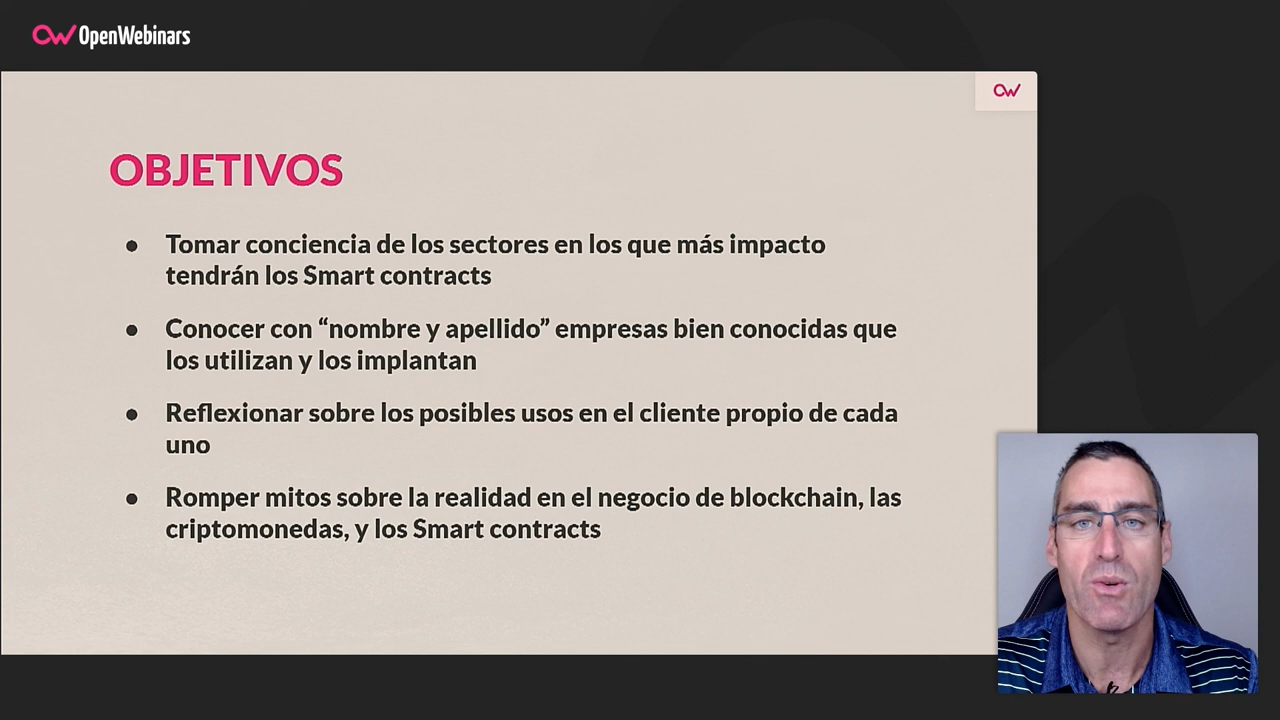 OpenWebinars
OBJETIVOS
● Tomar conciencia de los sectores en los que más impacto
tendrán los Smart contracts
● Conocer con “nombre y apellido” empresas bien conocidas que
los utilizan y los implantan
● Reflexionar sobre los posibles usos en el cliente propio de cada
uno
● Romper mitos sobre la realidad en el negocio de blockchain, las
criptomonedas, y los Smart contracts